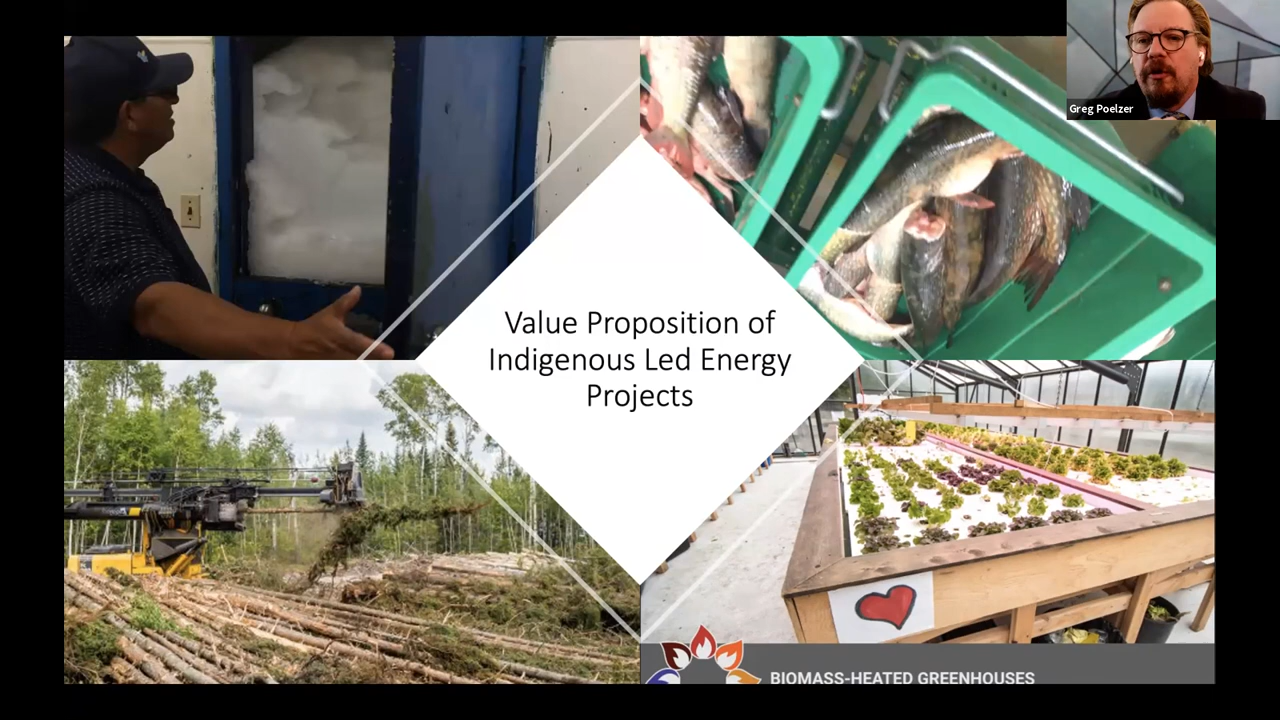 Greg Poelzer
Value Proposition of
Indigenous Led Energy
Projects
BIOMASS-HEATED GREENHOUSES